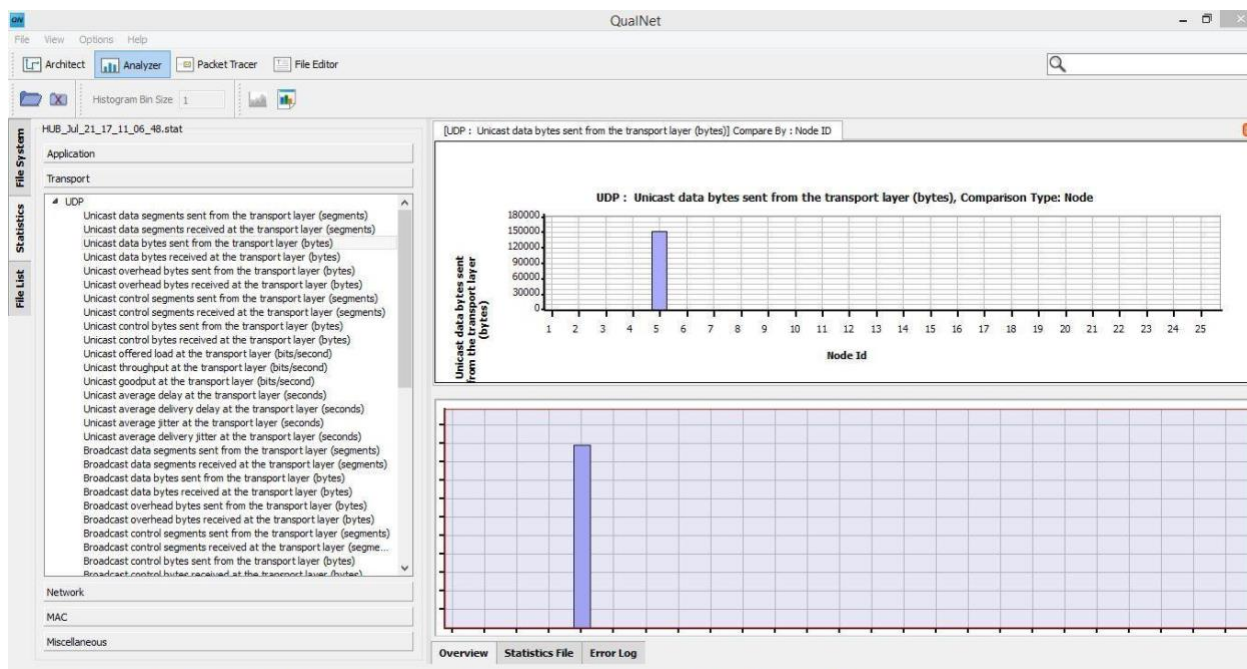 QN
QualNet
File View Options Help
Architect Analyzer Packet Tracer File Editor
Histogram Bin Size 1
File System
Statistics
File List
HUB_Jul_21_17_11_06_48.stat
Application
Transport
UDP
Unicast data segments sent from the transport layer (segments)
Unicast data segments received at the transport layer (segments)
Unicast data bytes sent from the transport layer (bytes)
Unicast data bytes received at the transport layer (bytes)
Unicast overhead bytes sent from the transport layer (bytes)
Unicast overhead bytes received at the transport layer (bytes)
Unicast control segments sent from the transport layer (segments)
Unicast control segments received at the transport layer (segments)
Unicast control bytes sent from the transport layer (bytes)
Unicast control bytes received at the transport layer (bytes)
Unicast offered load at the transport layer (bits/second)
Unicast throughput at the transport layer (bits/second)
Unicast goodput at the transport layer (bits/second)
Unicast average delay at the transport layer (seconds)
Unicast average delivery delay at the transport layer (seconds)
Unicast average jitter at the transport layer (seconds)
Unicast average delivery jitter at the transport layer (seconds)
Broadcast data segments sent from the transport layer (segments)
Broadcast data segments received at the transport layer (segments)
Broadcast data bytes sent from the transport layer (bytes)
Broadcast data bytes received at the transport layer (bytes)
Broadcast overhead bytes sent from the transport layer (bytes)
Broadcast overhead bytes received at the transport layer (bytes)
Broadcast control segments sent from the transport layer (segments)
Broadcast control segments received at the transport layer (segme...
Broadcast control bytes sent from the transport layer (bytes)
Broadcast control bytes received at the transport layer (bytes)
Network
MAC
Miscellaneous
[UDP : Unicast data bytes sent from the transport layer (bytes)] Compare By : Node ID
UDP : Unicast data bytes sent from the transport layer (bytes), Comparison Type: Node
Unicast data bytes sent
from the transport layer
(bytes)
180000
150000
120000
90000
60000
30000
0
1 2 3 4 5 6 7 8 9 10 11 12 13 14 15 16 17 18 19 20 21 22 23 24 25
Node Id
Overview Statistics File Error Log